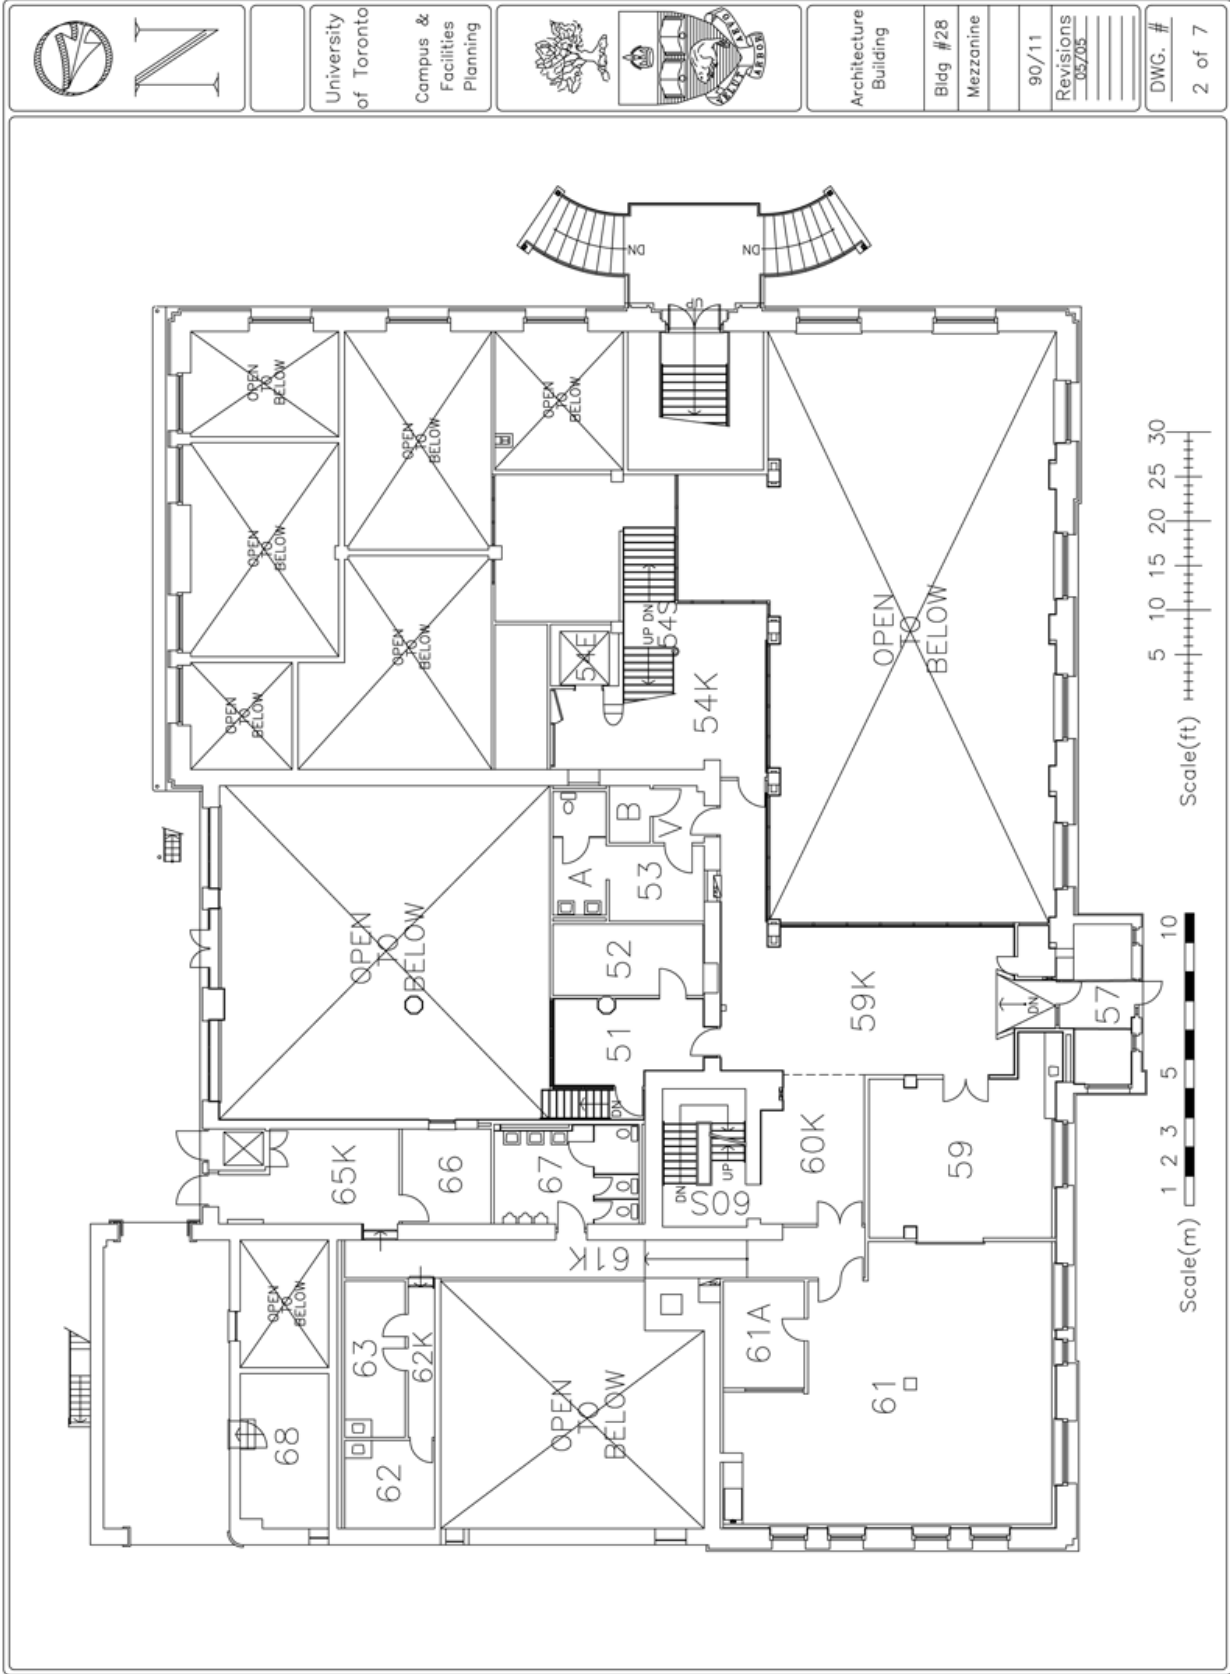 N
University
of Toronto
Campus &
Facilities
Planning
VELUT
ARBOR
ÆVO
Architecture
Building
Bldg #28
Mezzanine
90/11
Revisions
05/05
DWG. #
2 of 7
DN
DN
UP
OPEN
TO
BELOW
OPEN
TO
BELOW
OPEN
TO
BELOW
OPEN
TO
BELOW
OPEN
TO
BELOW
OPEN
TO
BELOW
54E
UP DN
54S
54K
OPEN
TO
BELOW
OPEN
TO
BELOW
B
V
A
53
52
51
DN
59K
DN
57
65K
66
67
DN
UP
60S
60K
59
61K
OPEN
TO
BELOW
63
62K
62
68
OPEN
TO
BELOW
61A
61
5 10 15 20 25 30
Scale(ft)
1 2 3 5 10
Scale(m)